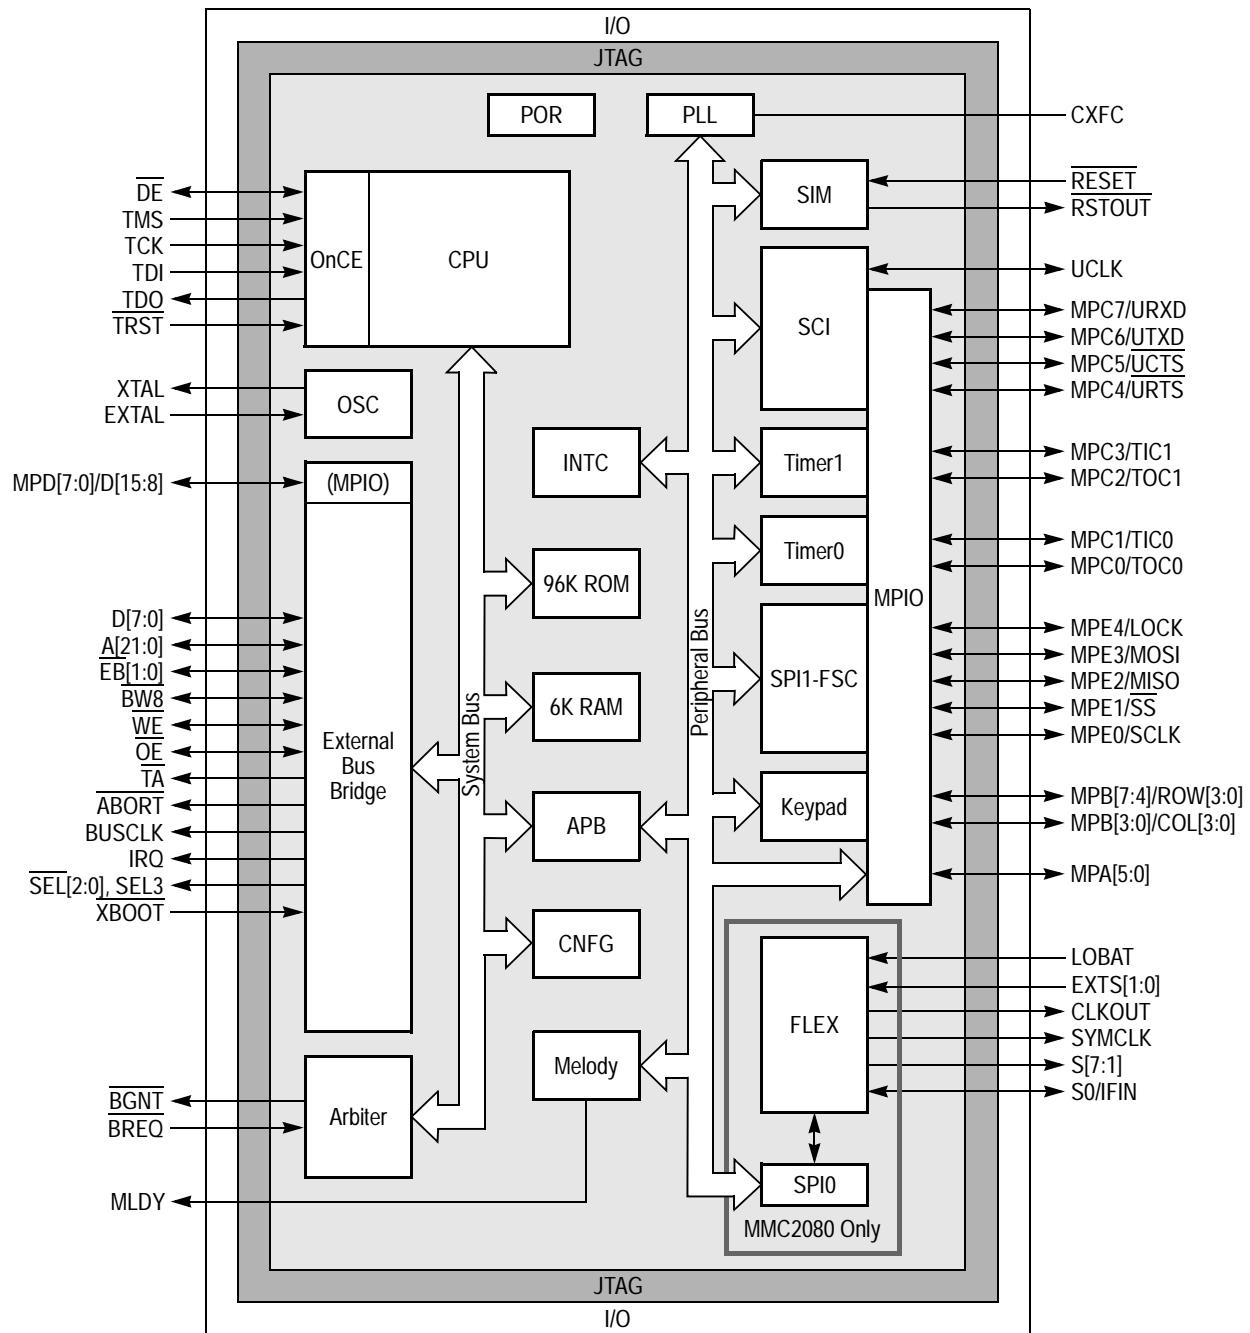 I/O
JTAG
POR
PLL
CXFC
SIM
RESET
RSTOUT
DE
TMS
TCK
TDI
TDO
TRST
OnCE
CPU
SCI
UCLK
MPC7/URXD
MPC6/UTXD
MPC5/UCTS
MPC4/URTS
XTAL
EXTAL
OSC
INTC
Timer1
MPC3/TIC1
MPC2/TOC1
MPD[7:0]/D[15:8]
(MPIO)
96K ROM
Timer0
MPC1/TIC0
MPC0/TOC0
MPIO
D[7:0]
A[21:0]
EB[1:0]
BW8
WE
OE
TA
ABORT
BUSCLK
IRQ
SEL[2:0], SEL3
XBOOT
External
Bus
Bridge
System Bus
6K RAM
Peripheral Bus
SPI1-FSC
MPE4/LOCK
MPE3/MOSI
MPE2/MISO
MPE1/SS
MPE0/SCLK
APB
Keypad
MPB[7:4]/ROW[3:0]
MPB[3:0]/COL[3:0]
MPA[5:0]
CNFG
FLEX
LOBAT
EXTS[1:0]
CLKOUT
SYMCLK
S[7:1]
S0/IFIN
BGNT
BREQ
Arbiter
Melody
MLDY
SPI0
MMC2080 Only
JTAG
I/O